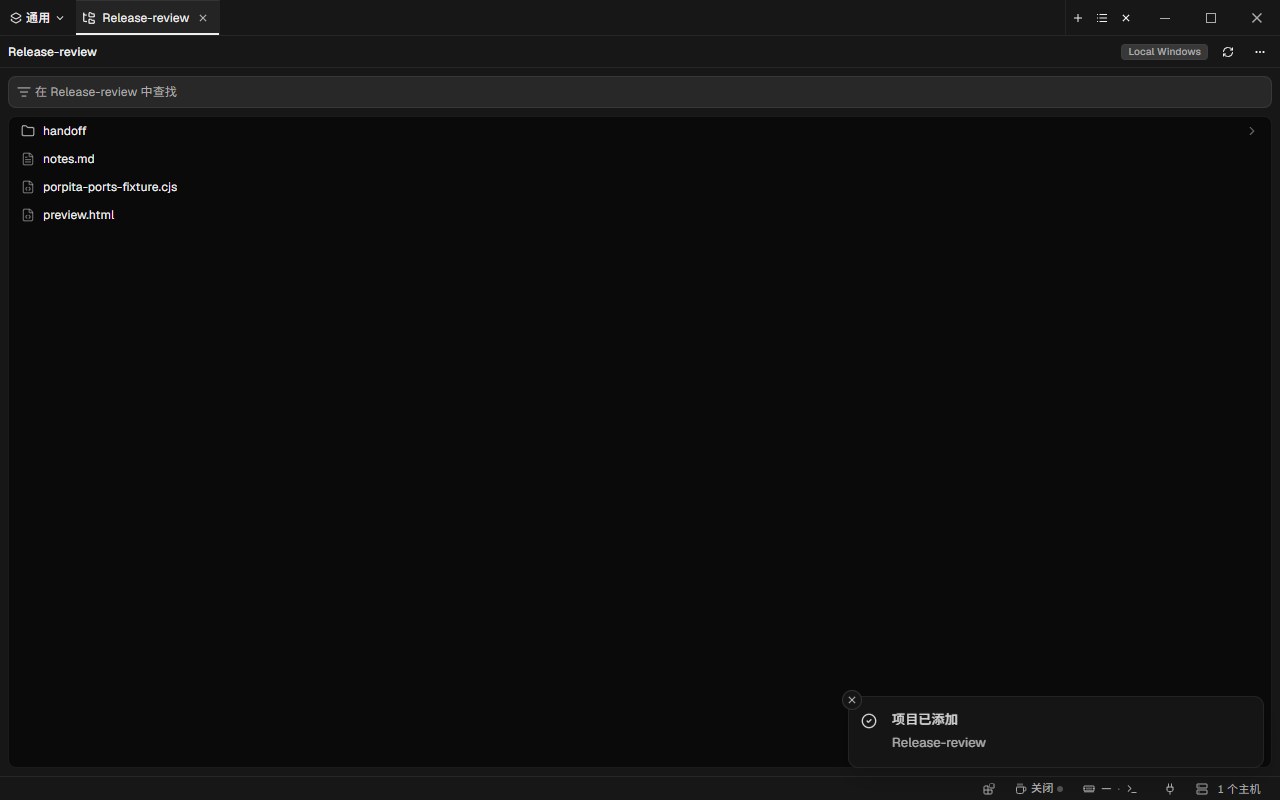 通用
Release-review
Release-review
Local Windows
在 Release-review 中查找
handoff
notes.md
porpita-ports-fixture.cjs
preview.html
项目已添加
Release-review
关闭
1 个主机